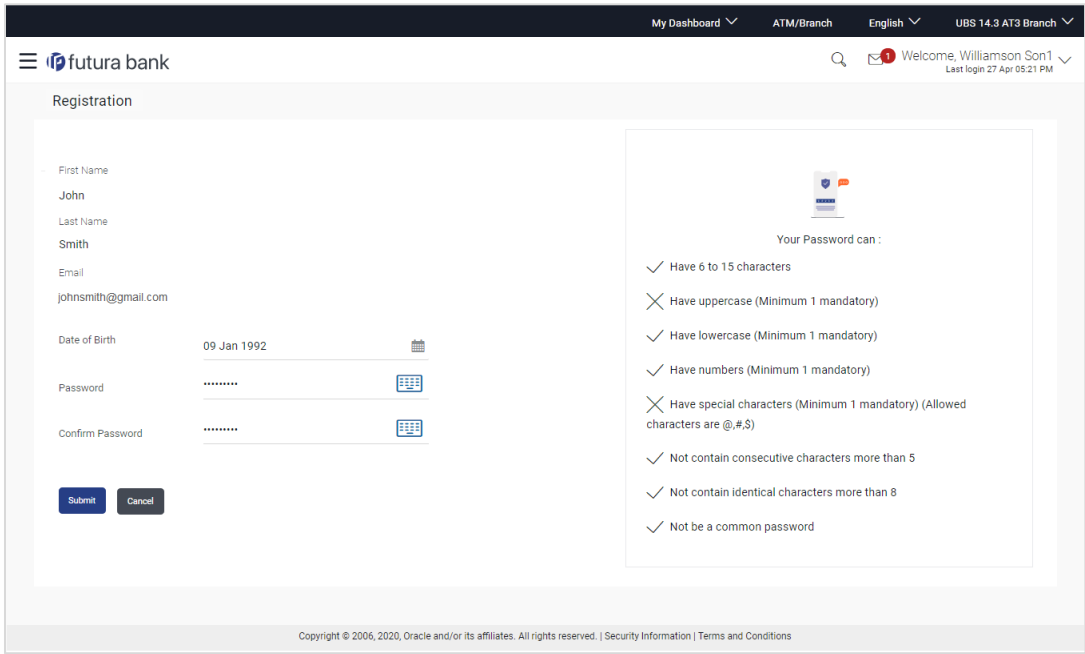 My Dashboard ATM/Branch English UBS 14.3 AT3 Branch
futura bank 1 Welcome, Williamson Son1
Last login 27 Apr 05:21 PM
Registration
First Name
John
Last Name
Smith
Email
johnsmith@gmail.com
Date of Birth 09 Jan 1992
Password •••••••••
Confirm Password •••••••••
Submit Cancel
Your Password can :
Have 6 to 15 characters
Have uppercase (Minimum 1 mandatory)
Have lowercase (Minimum 1 mandatory)
Have numbers (Minimum 1 mandatory)
Have special characters (Minimum 1 mandatory) (Allowed
characters are @,#,$)
Not contain consecutive characters more than 5
Not contain identical characters more than 8
Not be a common password
Copyright © 2006, 2020, Oracle and/or its affiliates. All rights reserved. | Security Information | Terms and Conditions